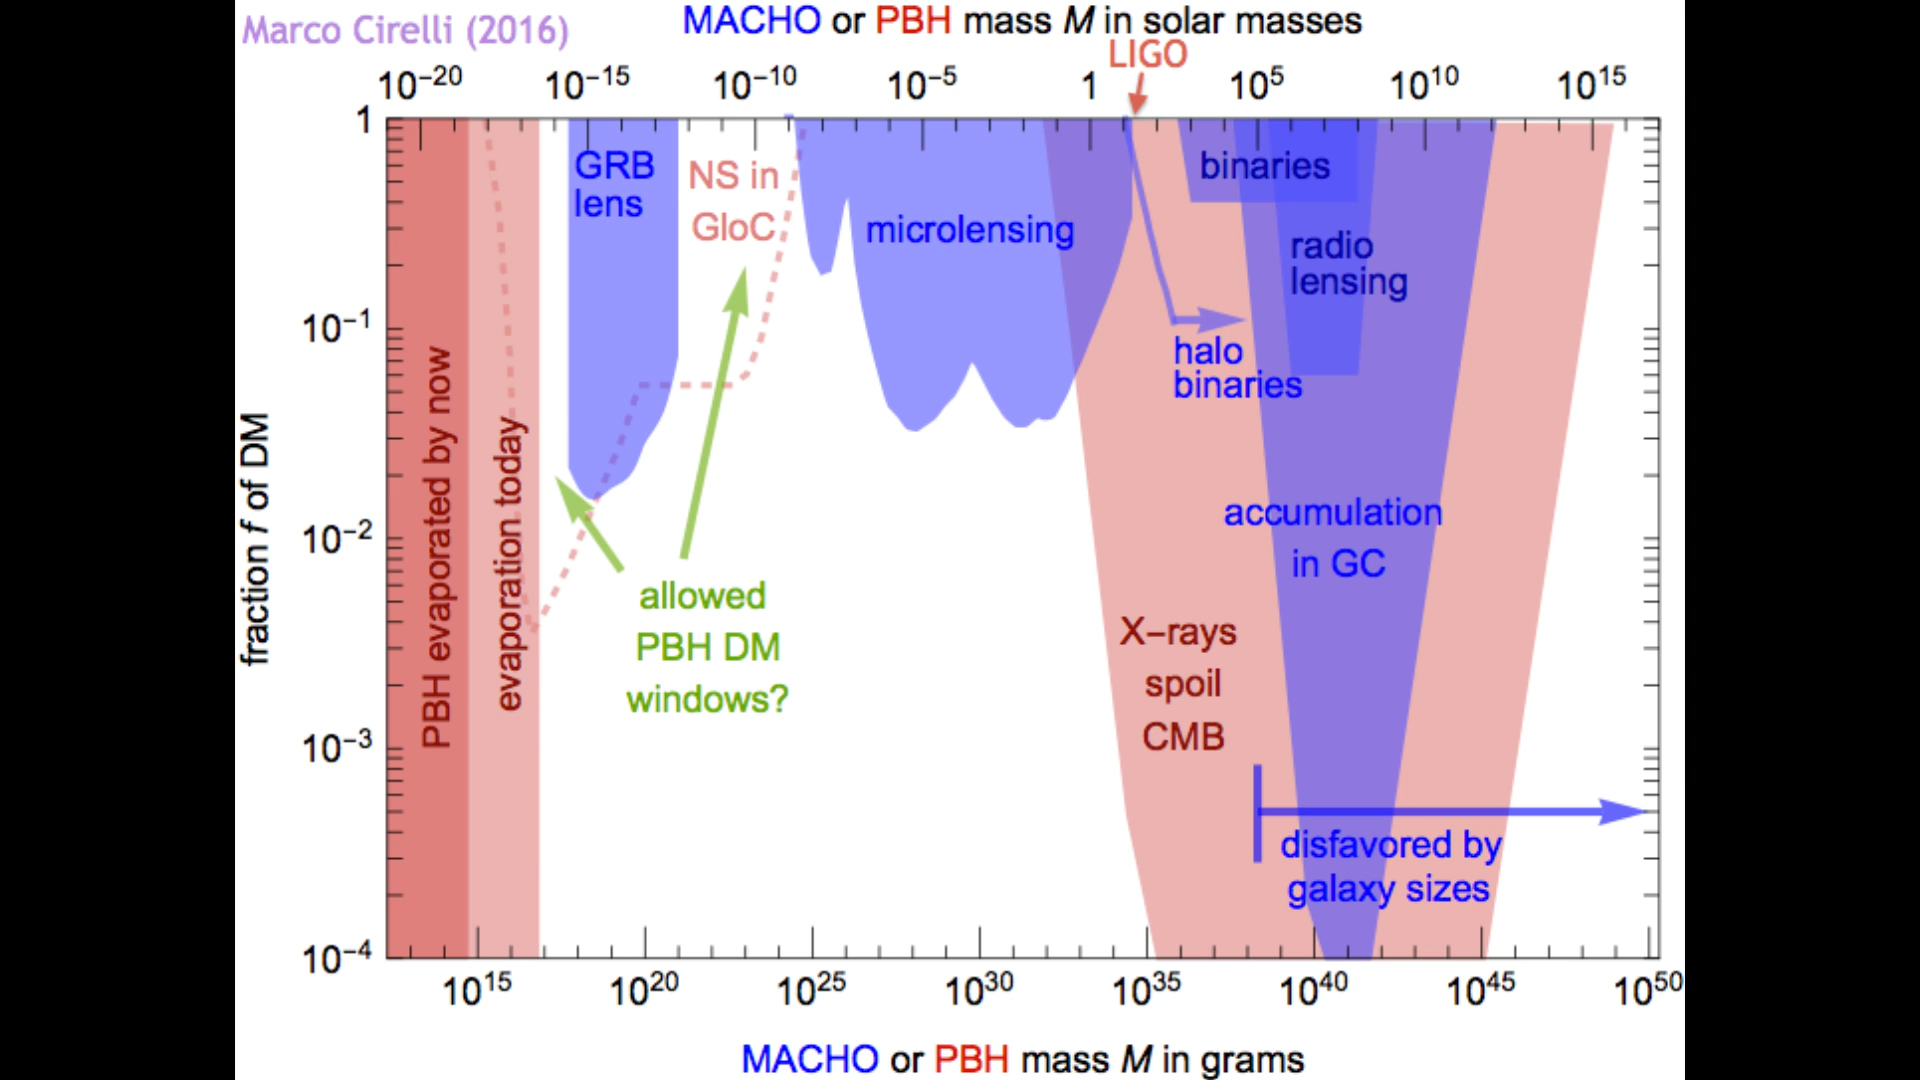 Marco Cirelli (2016)
MACHO or PBH mass M in solar masses
LIGO
10⁻²⁰ 10⁻¹⁵ 10⁻¹⁰ 10⁻⁵ 1 10⁵ 10¹⁰ 10¹⁵
1
10⁻¹
10⁻²
10⁻³
10⁻⁴
fraction f of DM
PBH evaporated by now
evaporation today
GRB
lens
NS in
GloC
microlensing
binaries
radio
lensing
halo
binaries
accumulation
in GC
allowed
PBH DM
windows?
X−rays
spoil
CMB
disfavored by
galaxy sizes
10¹⁵ 10²⁰ 10²⁵ 10³⁰ 10³⁵ 10⁴⁰ 10⁴⁵ 10⁵⁰
MACHO or PBH mass M in grams